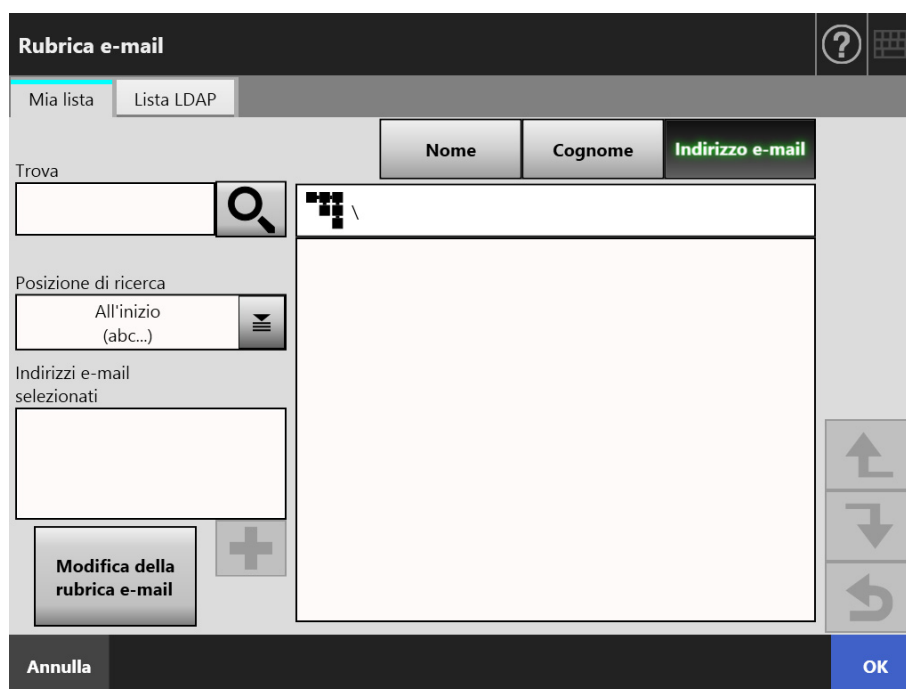 Rubrica e-mail
?
Mia lista
Lista LDAP
Nome
Cognome
Indirizzo e-mail
Trova
\
Posizione di ricerca
All'inizio
(abc...)
Indirizzi e-mail
selezionati
Modifica della
rubrica e-mail
Annulla
OK